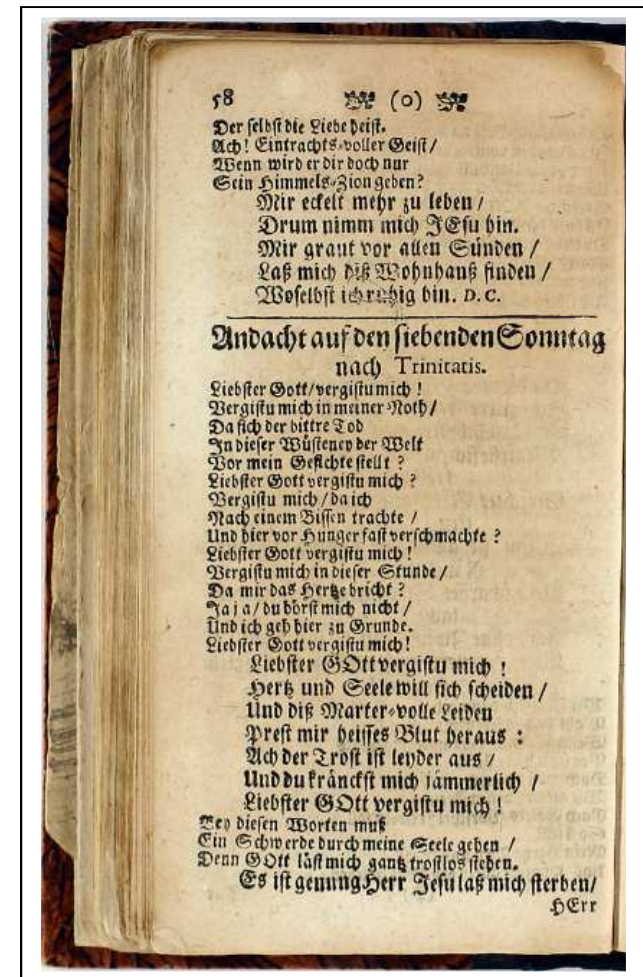 58 (o)
Der selbst die Liebe heist.
Ach! Eintrachts-voller Geist /
Wenn wird er dir doch nur
Sein Himmels-Zion geben?
Mir eckelt mehr zu leben /
Drum nimm mich JEsu hin.
Mir graut vor allen Sünden /
Laß mich diß Wohnhauß finden /
Woselbst ich ruhig bin. D. C.
Andacht auf den siebenden Sonntag
nach Trinitatis.
Liebster Gott / vergistu mich!
Vergistu mich in meiner Noth /
Da sich der bittre Tod
In dieser Wüsteney der Welt
Vor mein Gesichte stellt?
Liebster Gott vergistu mich?
Vergistu mich / da ich
Nach einem Bissen trachte /
Und hier vor Hunger fast verschmachte?
Liebster Gott vergistu mich!
Vergistu mich in dieser Stunde /
Da mir das Hertze bricht?
Ja ja / du hörst mich nicht /
Und ich geh hier zu Grunde.
Liebster Gott vergistu mich!
Liebster GOtt vergistu mich!
Hertz und Seele will sich scheiden /
Und diß Marter-volle Leiden
Prest mir heisses Blut heraus:
Ach der Trost ist leyder aus /
Und du kränckst mich jämmerlich /
Liebster GOtt vergistu mich!
Bey diesen Worten muß
Ein Schwerde durch meine Seele gehen /
Denn GOtt läst mich gantz trostlos stehen.
Es ist genung Herr Jesu laß mich sterben /
HErr